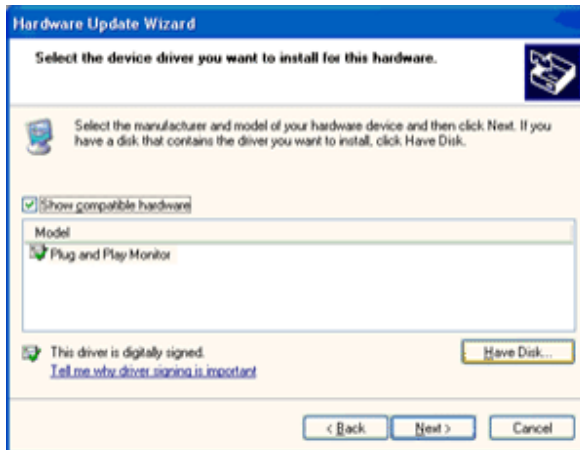 Hardware Update Wizard
Select the device driver you want to install for this hardware.
Select the manufacturer and model of your hardware device and then click Next. If you
have a disk that contains the driver you want to install, click Have Disk.
Show compatible hardware
Model
Plug and Play Monitor
This driver is digitally signed.
Have Disk...
Tell me why driver signing is important
< Back
Next >
Cancel